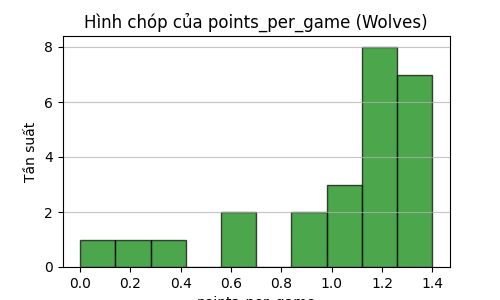 Hình chóp của points_per_game (Wolves)
8
6
4
2
0
Tần suất
0.0 0.2 0.4 0.6 0.8 1.0 1.2 1.4
points_per_game